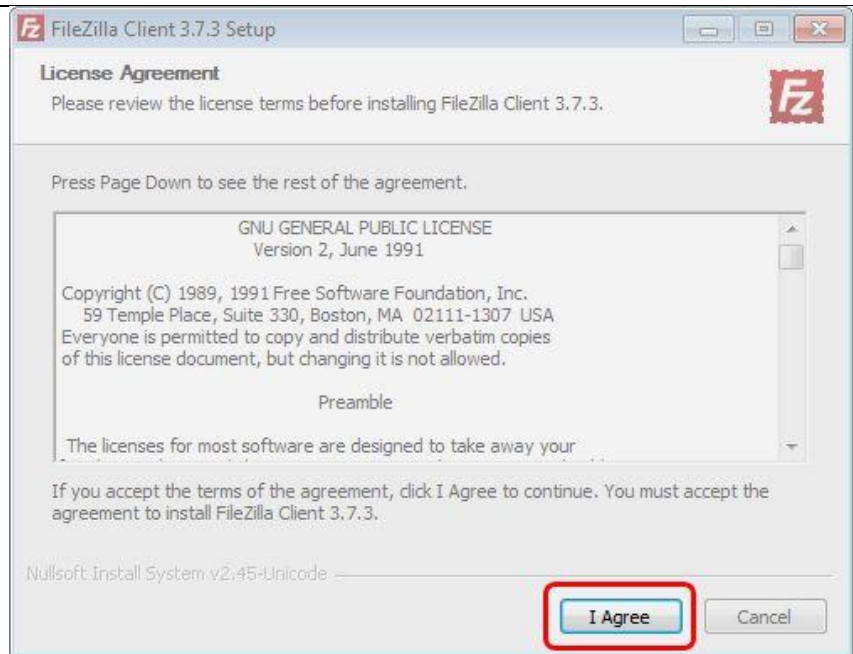 FileZilla Client 3.7.3 Setup
License Agreement
Please review the license terms before installing FileZilla Client 3.7.3.
Fz
Press Page Down to see the rest of the agreement.
GNU GENERAL PUBLIC LICENSE
Version 2, June 1991
Copyright (C) 1989, 1991 Free Software Foundation, Inc.
59 Temple Place, Suite 330, Boston, MA 02111-1307 USA
Everyone is permitted to copy and distribute verbatim copies
of this license document, but changing it is not allowed.
Preamble
The licenses for most software are designed to take away your
If you accept the terms of the agreement, click I Agree to continue. You must accept the
agreement to install FileZilla Client 3.7.3.
Nullsoft Install System v2.45-Unicode
I Agree
Cancel